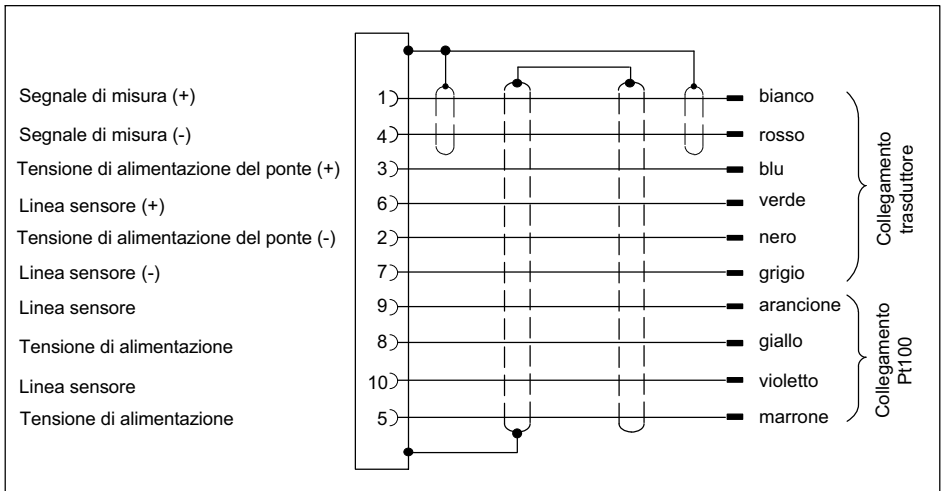 Segnale di misura (+) 1 bianco
Segnale di misura (-) 4 rosso
Tensione di alimentazione del ponte (+) 3 blu
Linea sensore (+) 6 verde
Tensione di alimentazione del ponte (-) 2 nero
Linea sensore (-) 7 grigio
Linea sensore 9 arancione
Tensione di alimentazione 8 giallo
Linea sensore 10 violetto
Tensione di alimentazione 5 marrone
Collegamento
trasduttore
Collegamento
Pt100